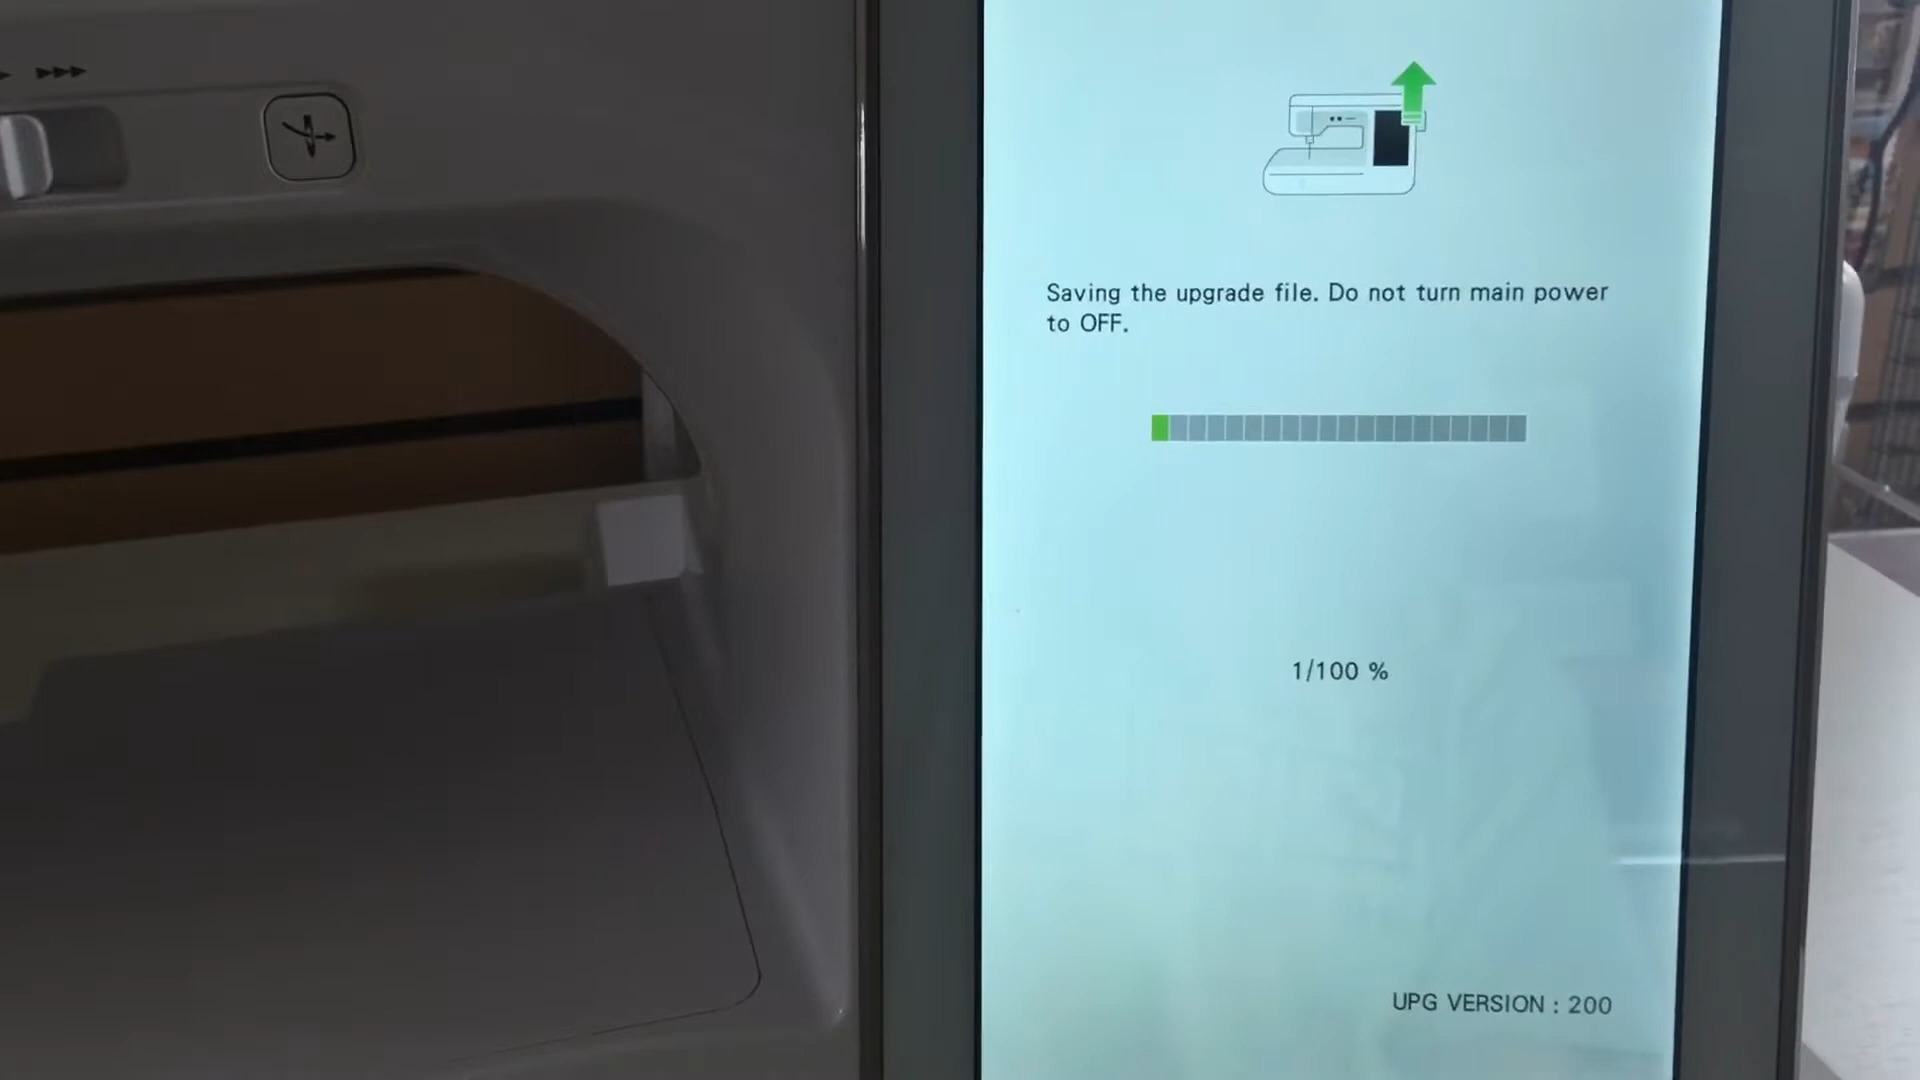 Saving the upgrade file. Do not turn main power
to OFF.
1/100 %
UPG VERSION : 200